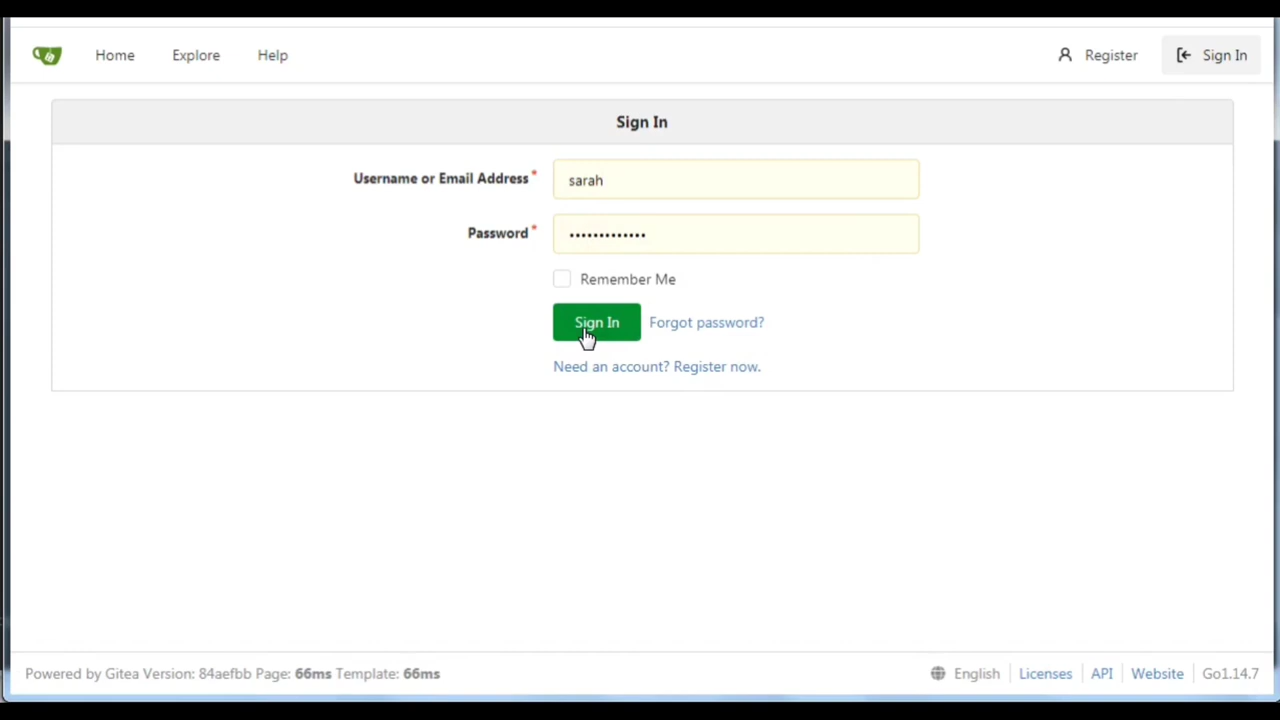 Home Explore Help Register Sign In
Sign In
Username or Email Address* sarah
Password* •••••••••••••
Remember Me
Sign In Forgot password?
Need an account? Register now.
Powered by Gitea Version: 84aefbb Page: 66ms Template: 66ms English Licenses API Website Go1.14.7